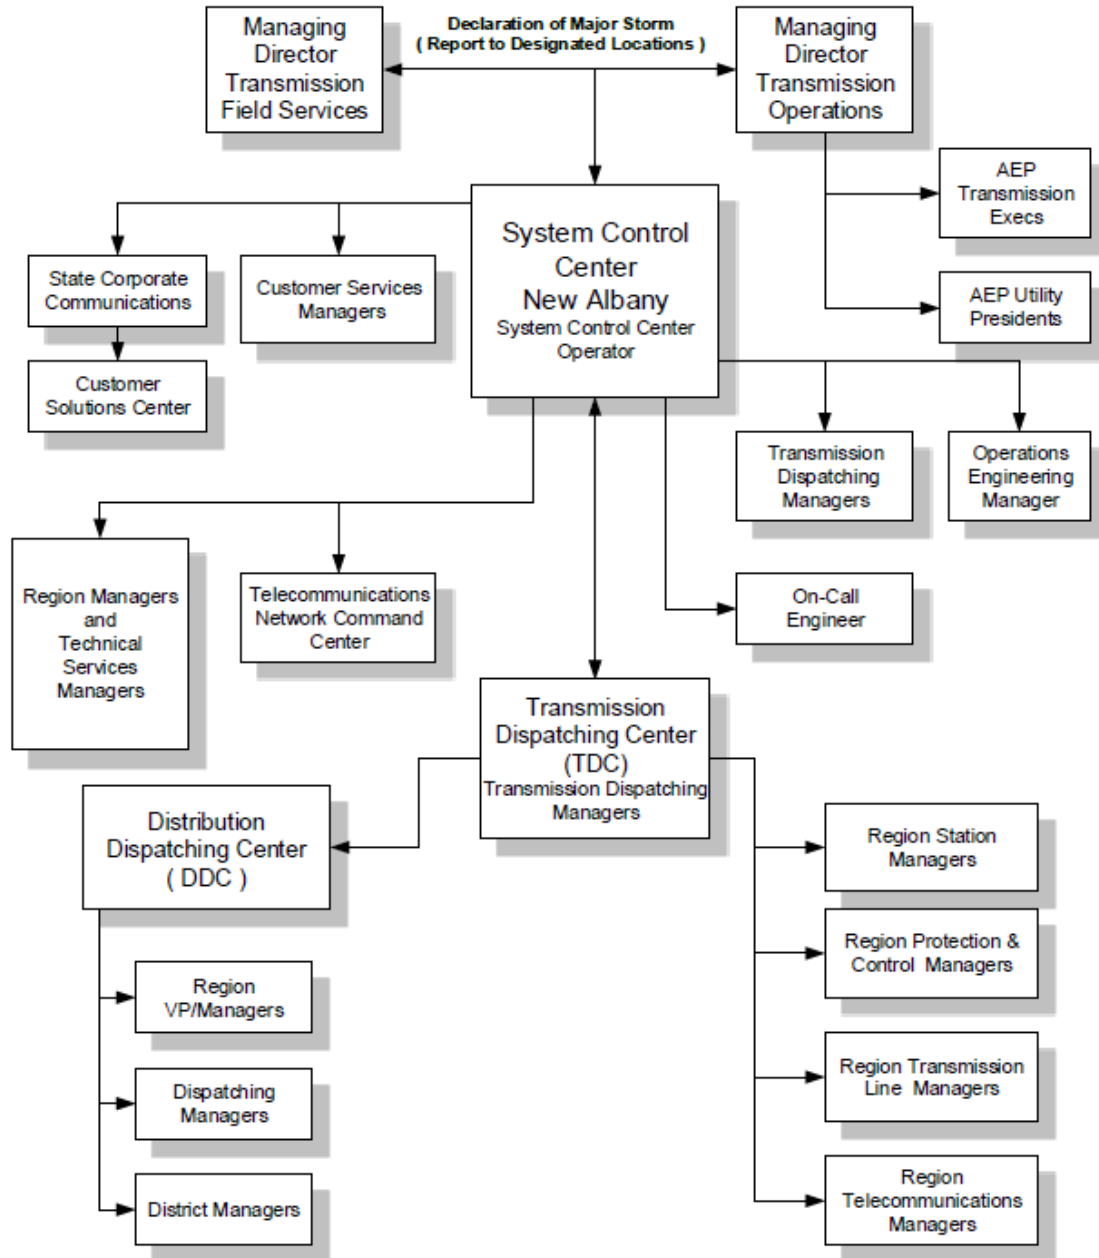 Managing
Director
Transmission
Field Services
Declaration of Major Storm
( Report to Designated Locations )
Managing
Director
Transmission
Operations
AEP
Transmission
Execs
System Control
Center
New Albany
System Control Center
Operator
State Corporate
Communications
Customer Services
Managers
AEP Utility
Presidents
Customer
Solutions Center
Transmission
Dispatching
Managers
Operations
Engineering
Manager
Region Managers
and
Technical
Services
Managers
Telecommunications
Network Command
Center
On-Call
Engineer
Transmission
Dispatching Center
(TDC)
Transmission Dispatching
Managers
Distribution
Dispatching Center
( DDC )
Region Station
Managers
Region Protection &
Control Managers
Region
VP/Managers
Region Transmission
Line Managers
Dispatching
Managers
District Managers
Region
Telecommunications
Managers